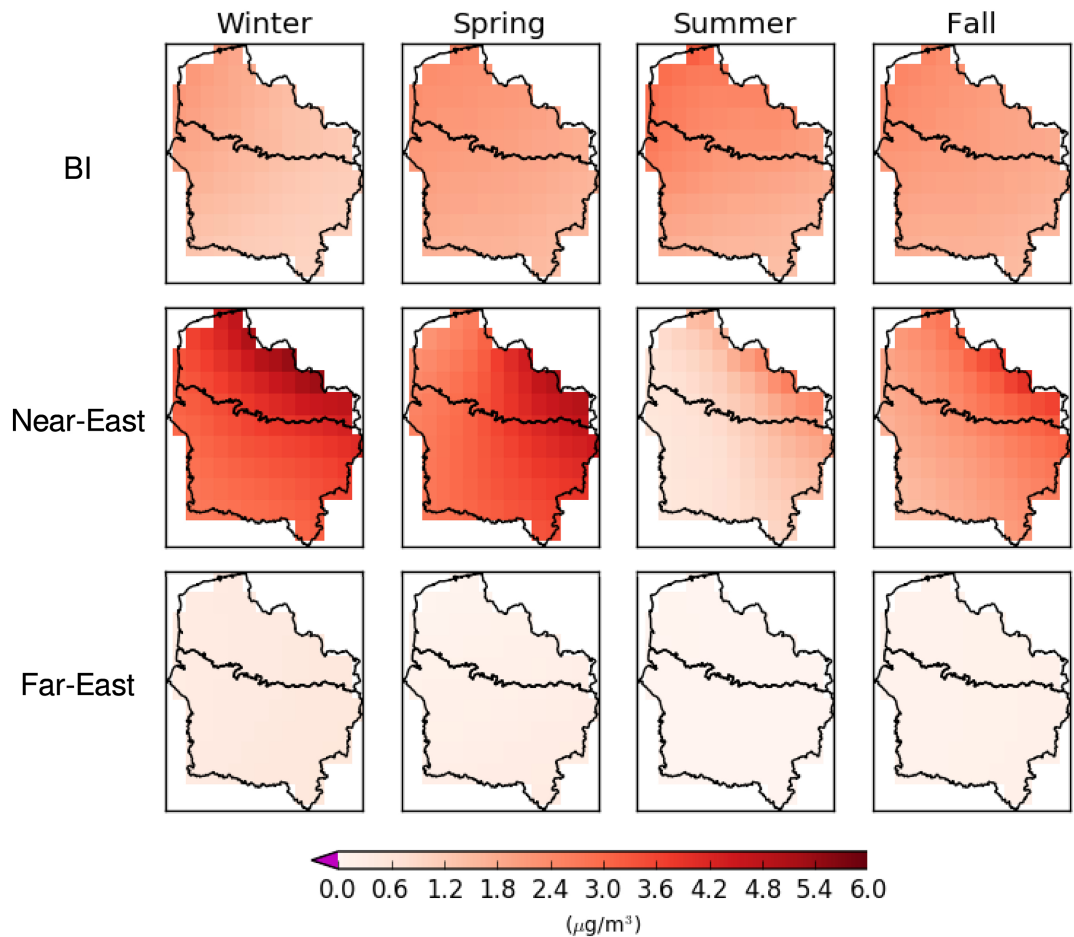 Winter Spring Summer Fall
BI
Near-East
Far-East
0.0 0.6 1.2 1.8 2.4 3.0 3.6 4.2 4.8 5.4 6.0
(μg/m³)